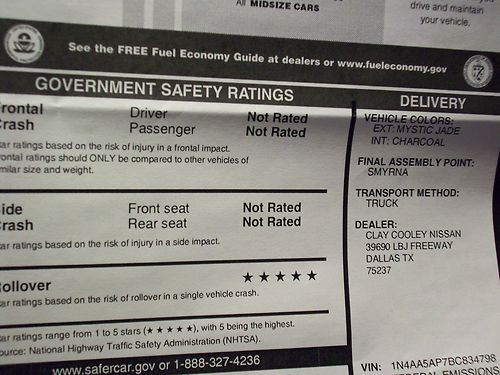 All MIDSIZE CARS
drive and maintain
your vehicle.
See the FREE Fuel Economy Guide at dealers or www.fueleconomy.gov
GOVERNMENT SAFETY RATINGS
rontal
rash
Driver
Passenger
Not Rated
Not Rated
ar ratings based on the risk of injury in a frontal impact.
ontal ratings should ONLY be compared to other vehicles of
milar size and weight.
ide
rash
Front seat
Rear seat
Not Rated
Not Rated
ar ratings based on the risk of injury in a side impact.
ollover
★ ★ ★ ★ ★
ar ratings based on the risk of rollover in a single vehicle crash.
ar ratings range from 1 to 5 stars (★ ★ ★ ★ ★), with 5 being the highest.
ource: National Highway Traffic Safety Administration (NHTSA).
www.safercar.gov or 1-888-327-4236
DELIVERY
VEHICLE COLORS:
EXT: MYSTIC JADE
INT: CHARCOAL
FINAL ASSEMBLY POINT:
SMYRNA
TRANSPORT METHOD:
TRUCK
DEALER:
CLAY COOLEY NISSAN
39690 LBJ FREEWAY
DALLAS TX
75237
VIN: 1N4AA5AP7BC834798
EMISSIONS